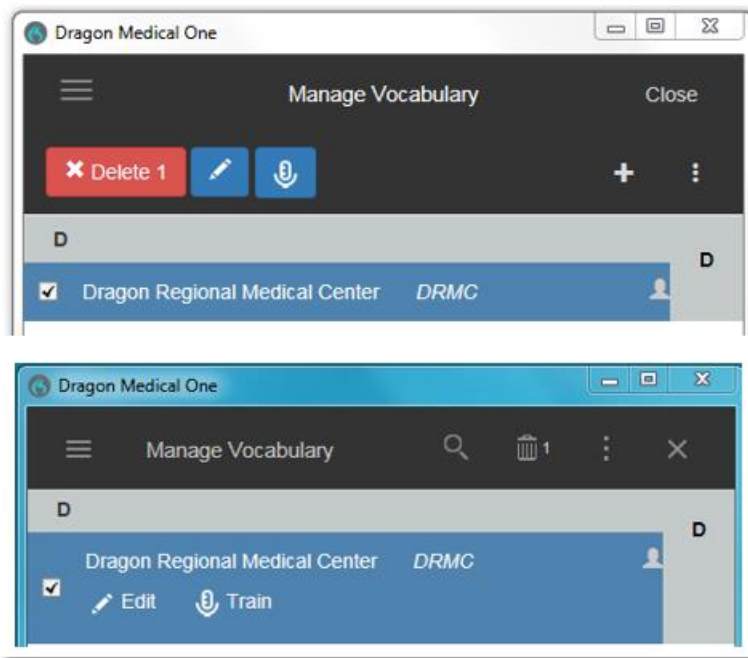 Dragon Medical One
Manage Vocabulary Close
Delete 1
D
D
Dragon Regional Medical Center DRMC
Dragon Medical One
Manage Vocabulary 1
D
D
Dragon Regional Medical Center DRMC
Edit Train